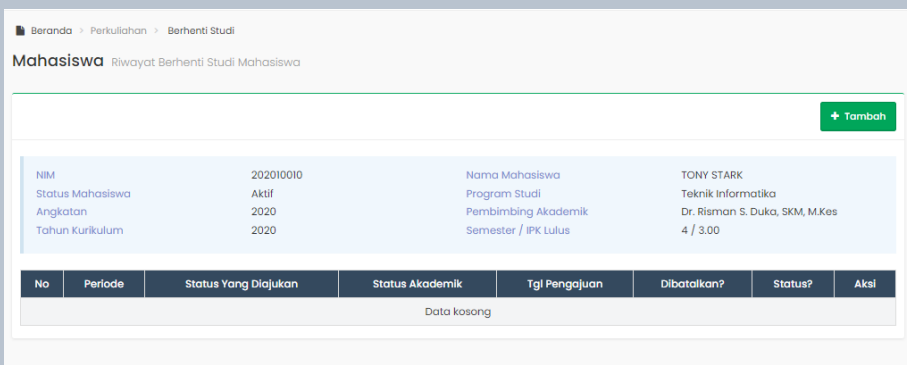 Beranda > Perkuliahan > Berhenti Studi
Mahasiswa Riwayat Berhenti Studi Mahasiswa
+ Tambah
NIM 202010010 Nama Mahasiswa TONY STARK
Status Mahasiswa Aktif Program Studi Teknik Informatika
Angkatan 2020 Pembimbing Akademik Dr. Risman S. Duka, SKM, M.Kes
Tahun Kurikulum 2020 Semester / IPK Lulus 4 / 3.00
No Periode Status Yang Diajukan Status Akademik Tgl Pengajuan Dibatalkan? Status? Aksi
Data kosong